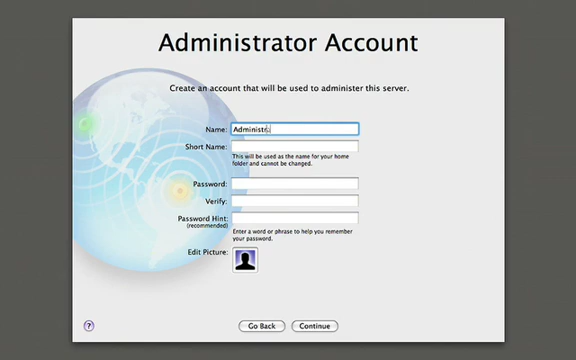 Administrator Account
Create an account that will be used to administer this server.
Name: Administr
Short Name:
This will be used as the name for your home
folder and cannot be changed.
Password:
Verify:
Password Hint:
(recommended)
Enter a word or phrase to help you remember
your password.
Edit Picture:
?
Go Back
Continue